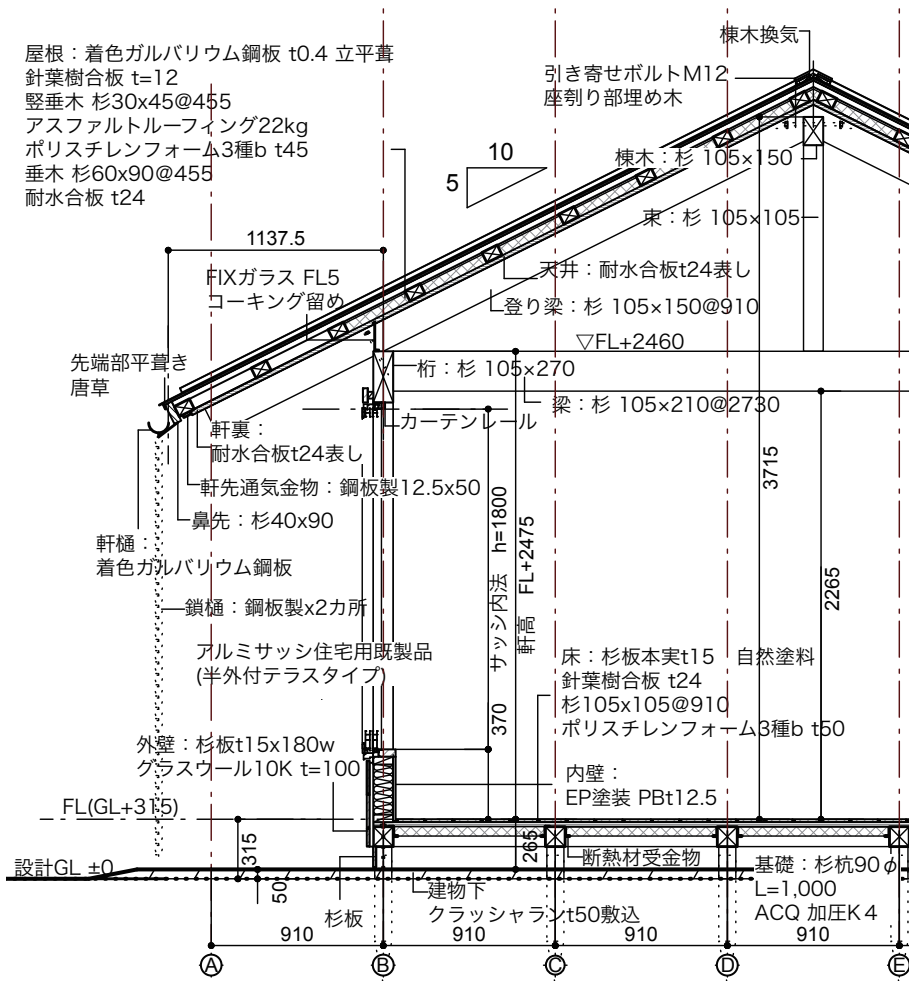 屋根：着色ガルバリウム鋼板 t0.4 立平葺
針葉樹合板 t=12
竪垂木 杉30x45@455
アスファルトルーフィング22kg
ポリスチレンフォーム3種b t45
垂木 杉60x90@455
耐水合板 t24
棟木換気
引き寄せボルトM12
座刳り部埋め木
10
5
棟木：杉 105×150
束：杉 105×105
1137.5
FIXガラス FL5
コーキング留め
天井：耐水合板t24表し
登り梁：杉 105×150@910
▽FL+2460
先端部平葺き
唐草
桁：杉 105×270
梁：杉 105×210@2730
カーテンレール
軒裏：
耐水合板t24表し
軒先通気金物：鋼板製12.5x50
鼻先：杉40x90
軒樋：
着色ガルバリウム鋼板
鎖樋：鋼板製x2カ所
370 サッシ内法 h=1800
軒高 FL+2475
3715
2265
アルミサッシ住宅用既製品
(半外付テラスタイプ)
床：杉板本実t15 自然塗料
針葉樹合板 t24
杉105x105@910
ポリスチレンフォーム3種b t50
外壁：杉板t15x180w
グラスウール10K t=100
内壁：
EP塗装 PBt12.5
FL(GL+315)
315
265
断熱材受金物
設計GL ±0
50
杉板
建物下
クラッシャランt50敷込
基礎：杉杭90φ
L=1,000
ACQ 加圧K4
910
910
910
910
A
B
C
D
E